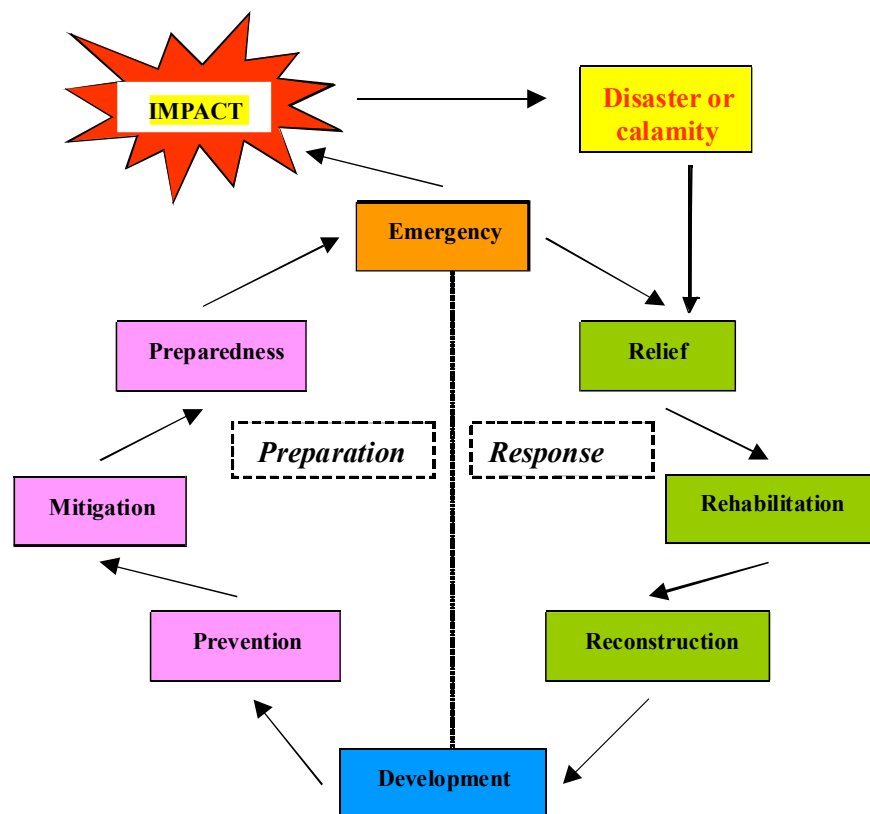 IMPACT
Disaster or
calamity
Emergency
Preparedness
Relief
Preparation
Response
Mitigation
Rehabilitation
Prevention
Reconstruction
Development